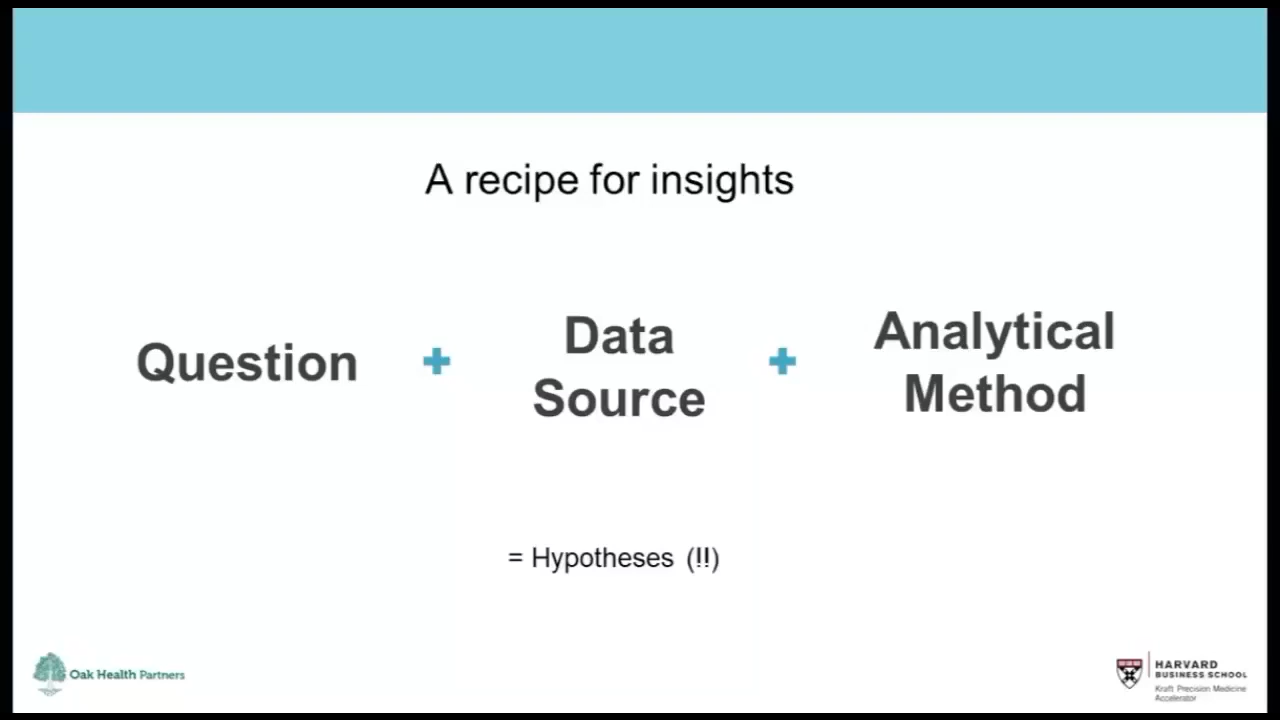 A recipe for insights
Question + Data
Source + Analytical
Method
= Hypotheses (!!)
Oak Health Partners
HARVARD
BUSINESS SCHOOL
Kraft Precision Medicine
Accelerator